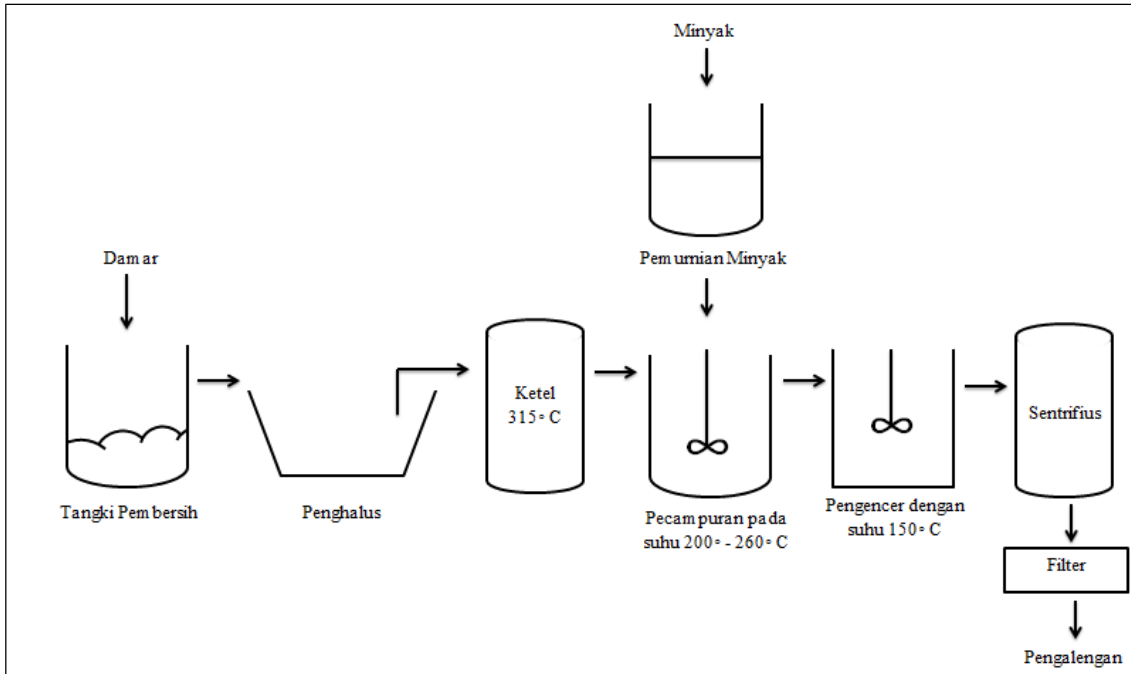 Minyak
Pemurnian Minyak
Damar
Tangki Pembersih
Penghalus
Ketel
315° C
Pecampuran pada
suhu 200° - 260° C
Pengencer dengan
suhu 150° C
Sentrifius
Filter
Pengalengan